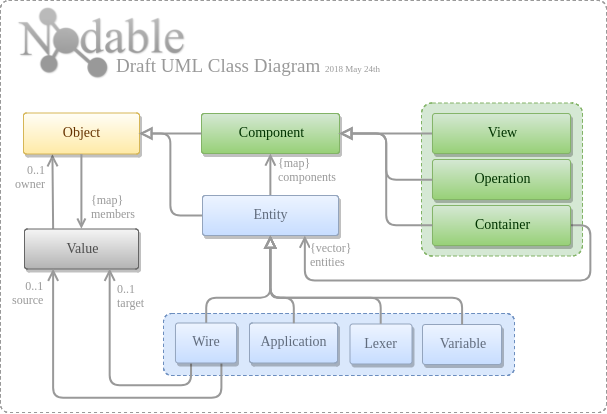 Nodable
Draft UML Class Diagram 2018 May 24th
Object
Component
View
Operation
Container
0..1
owner
{map}
members
{map}
components
Entity
Value
{vector}
entities
0..1
source
0..1
target
Wire
Application
Lexer
Variable